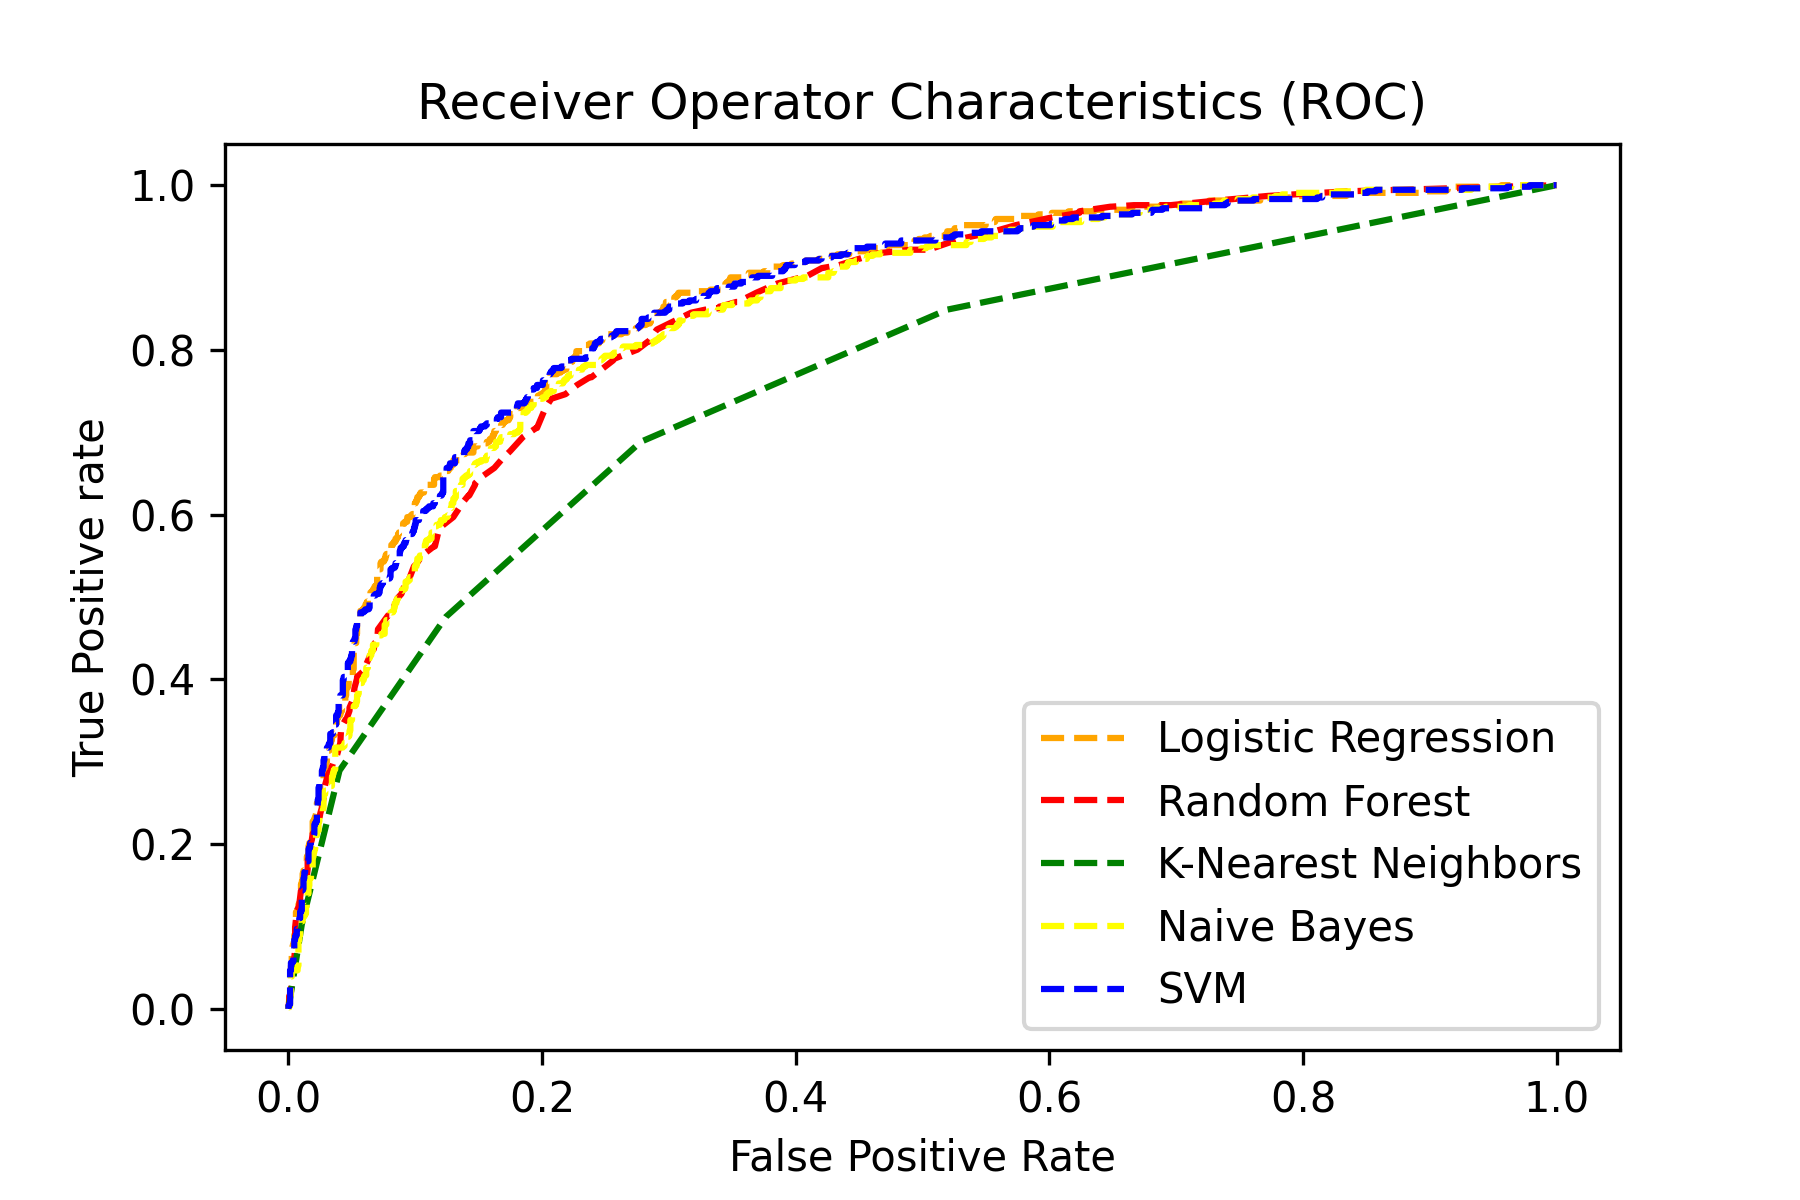 Receiver Operator Characteristics (ROC)
1.0
0.8
0.6
0.4
0.2
0.0
True Positive rate
Logistic Regression
Random Forest
K-Nearest Neighbors
Naive Bayes
SVM
0.0 0.2 0.4 0.6 0.8 1.0
False Positive Rate